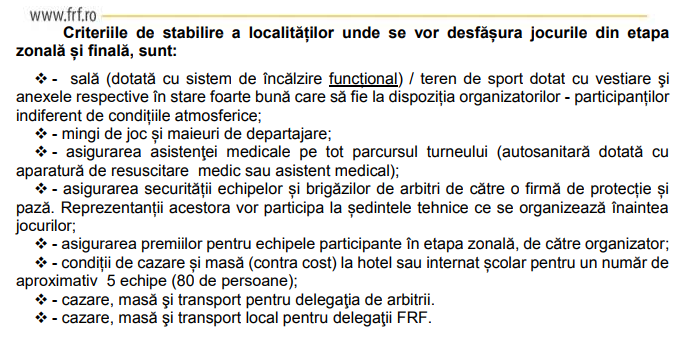 www.frf.ro
Criteriile de stabilire a localităților unde se vor desfășura jocurile din etapa
zonală și finală, sunt:
❖ - sală (dotată cu sistem de încălzire funcțional) / teren de sport dotat cu vestiare şi
anexele respective în stare foarte bună care să fie la dispoziția organizatorilor - participanților
indiferent de condițiile atmosferice;
❖ - mingi de joc și maieuri de departajare;
❖ - asigurarea asistenţei medicale pe tot parcursul turneului (autosanitară dotată cu
aparatură de resuscitare medic sau asistent medical);
❖ - asigurarea securității echipelor și brigăzilor de arbitri de către o firmă de protecție și
pază. Reprezentanții acestora vor participa la ședintele tehnice ce se organizează înaintea
jocurilor;
❖ - asigurarea premiilor pentru echipele participante în etapa zonală, de către organizator;
❖ - condiții de cazare și masă (contra cost) la hotel sau internat școlar pentru un număr de
aproximativ 5 echipe (80 de persoane);
❖ - cazare, masă şi transport pentru delegaţia de arbitrii.
❖ - cazare, masă şi transport local pentru delegaţii FRF.